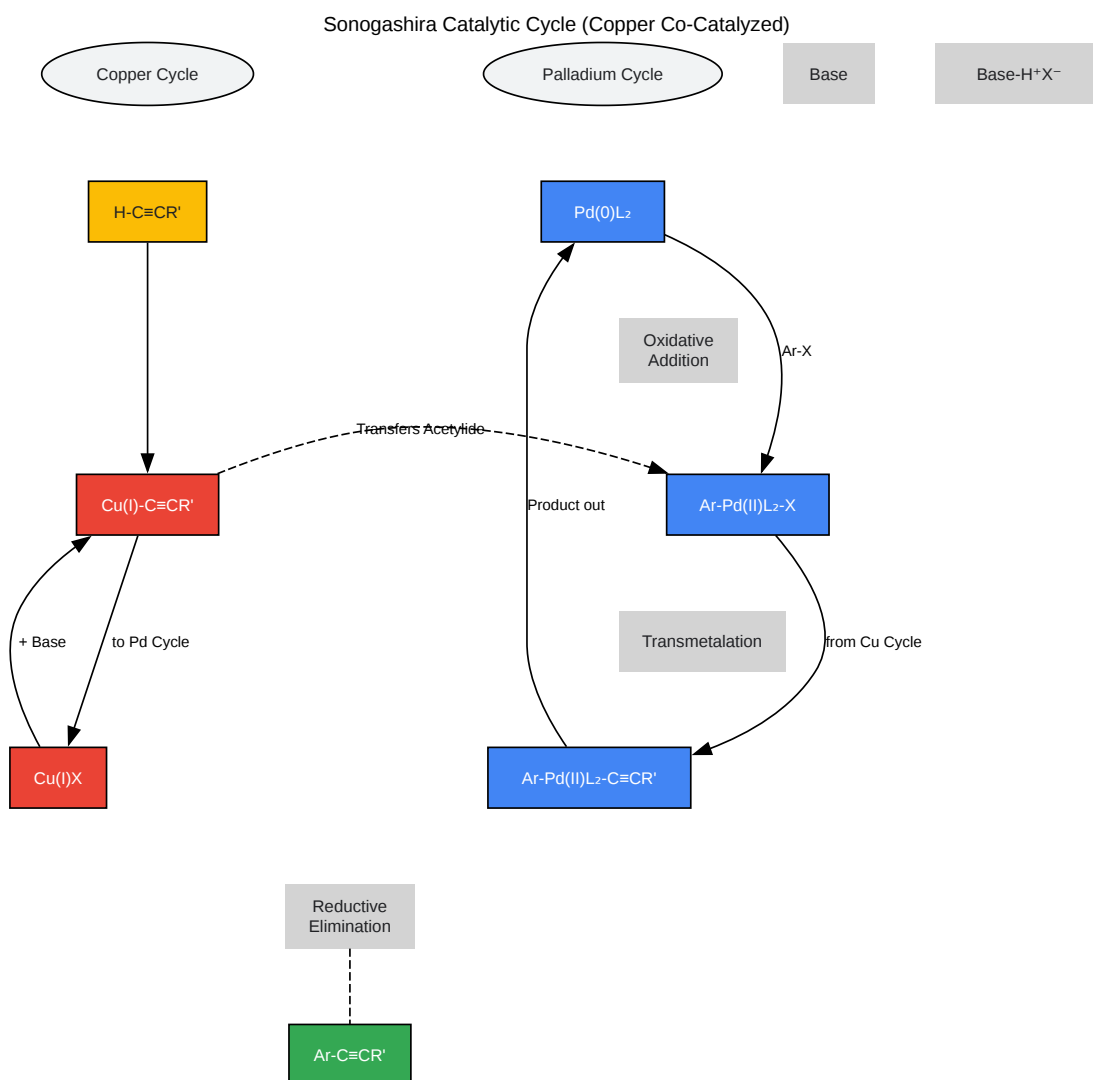 Sonogashira Catalytic Cycle (Copper Co-Catalyzed)
Copper Cycle
Palladium Cycle
Base
Base-H⁺X⁻
H-C≡CR'
Pd(0)L₂
Oxidative
Addition
Ar-X
Transfers Acetylide
Cu(I)-C≡CR'
Product out
Ar-Pd(II)L₂-X
+ Base
to Pd Cycle
Transmetalation
from Cu Cycle
Cu(I)X
Ar-Pd(II)L₂-C≡CR'
Reductive
Elimination
Ar-C≡CR'